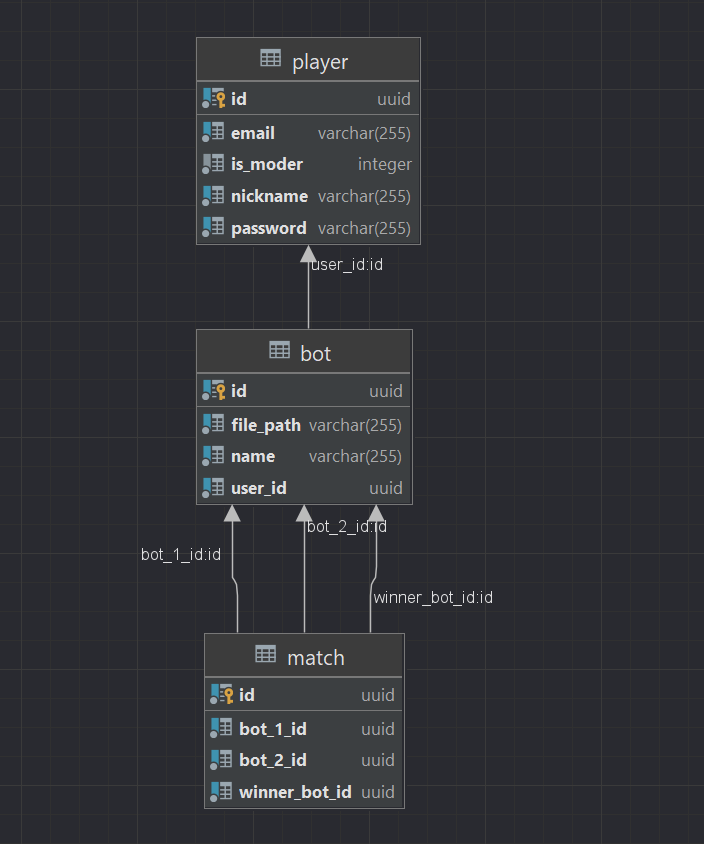 player
id uuid
email varchar(255)
is_moder integer
nickname varchar(255)
password varchar(255)
user_id:id
bot
id uuid
file_path varchar(255)
name varchar(255)
user_id uuid
bot_2_id:id
bot_1_id:id
winner_bot_id:id
match
id uuid
bot_1_id uuid
bot_2_id uuid
winner_bot_id uuid